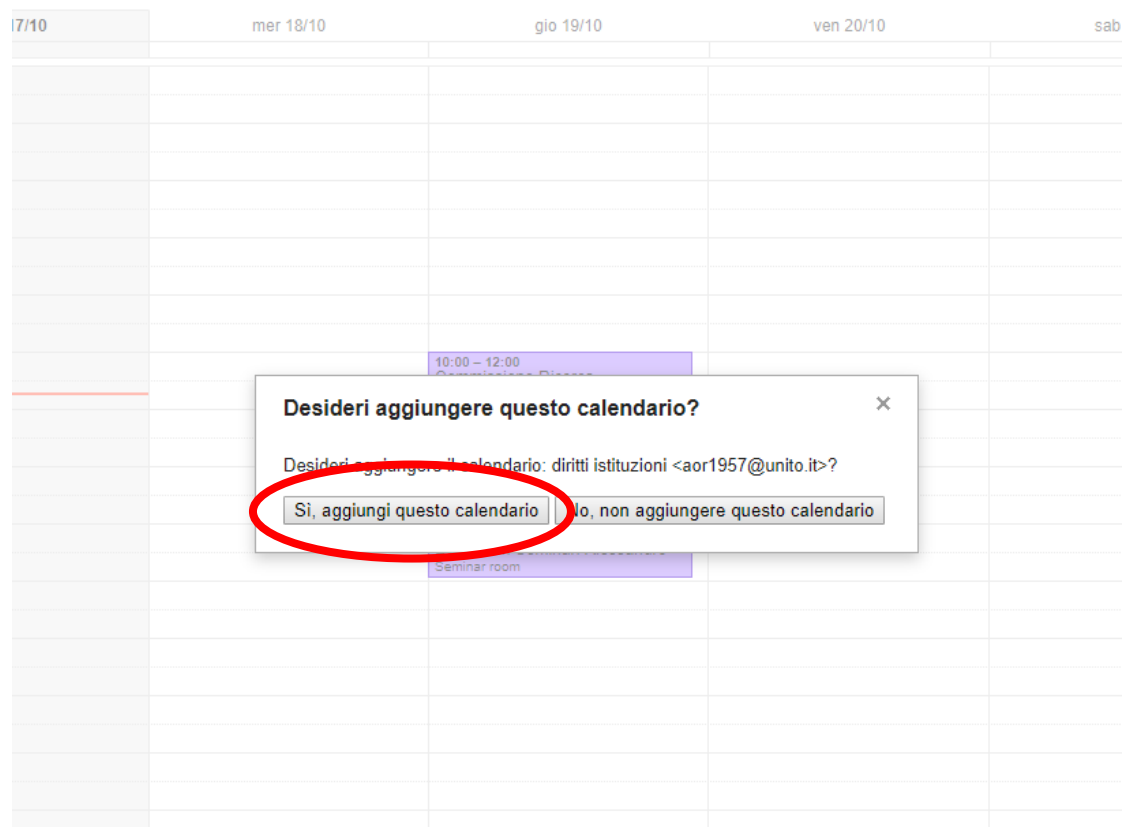 17/10 mer 18/10 gio 19/10 ven 20/10 sab
10:00 – 12:00
Commissione Ricerca
Desideri aggiungere questo calendario? ×
Desideri aggiungere il calendario: diritti istituzioni <aor1957@unito.it>?
Sì, aggiungi questo calendario No, non aggiungere questo calendario
Seminar room